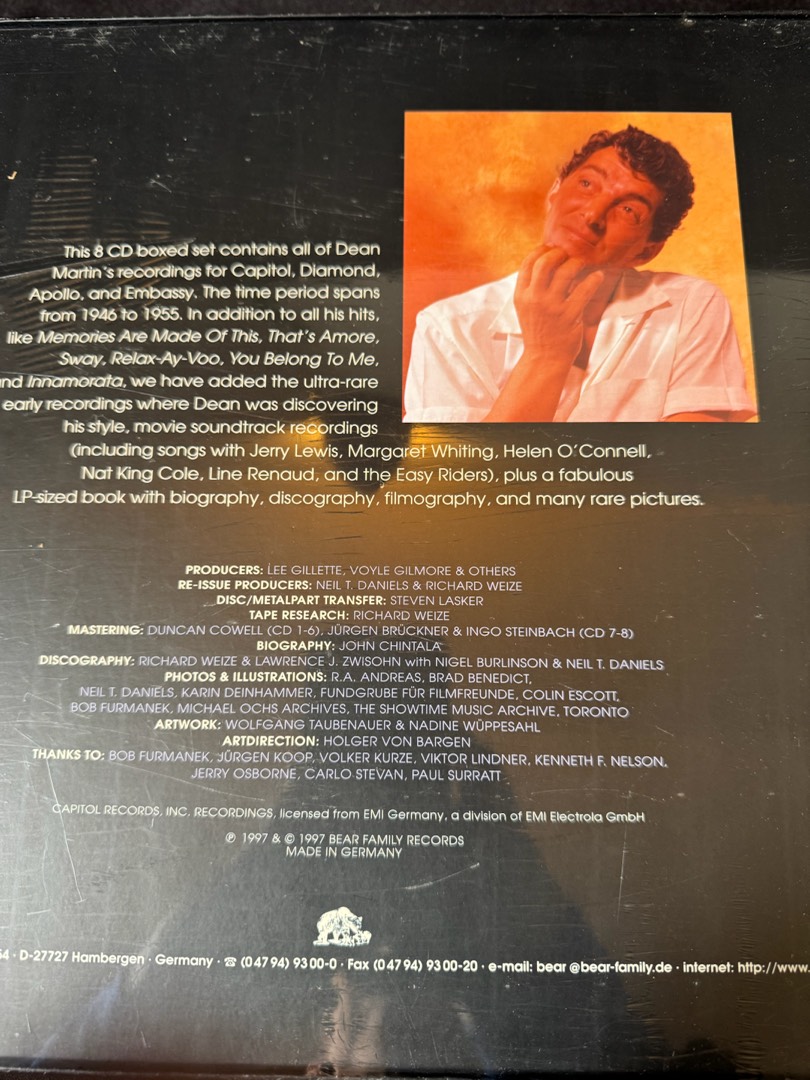 This 8 CD boxed set contains all of Dean
Martin's recordings for Capitol, Diamond,
Apollo, and Embassy. The time period spans
from 1946 to 1955. In addition to all his hits,
like Memories Are Made Of This, That's Amore,
Sway, Relax-Ay-Voo, You Belong To Me,
Innamorata, we have added the ultra-rare
early recordings where Dean was discovering
his style, movie soundtrack recordings
(including songs with Jerry Lewis, Margaret Whiting, Helen O'Connell,
Nat King Cole, Line Renaud, and the Easy Riders), plus a fabulous
LP-sized book with biography, discography, filmography, and many rare pictures.
PRODUCERS: LEE GILLETTE, VOYLE GILMORE & OTHERS
RE-ISSUE PRODUCERS: NEIL T. DANIELS & RICHARD WEIZE
DISC/METALPART TRANSFER: STEVEN LASKER
TAPE RESEARCH: RICHARD WEIZE
MASTERING: DUNCAN COWELL (CD 1-6), JÜRGEN BRÜCKNER & INGO STEINBACH (CD 7-8)
BIOGRAPHY: JOHN CHINTALA
DISCOGRAPHY: RICHARD WEIZE & LAWRENCE J. ZWISOHN with NIGEL BURLINSON & NEIL T. DANIELS
PHOTOS & ILLUSTRATIONS: R.A. ANDREAS, BRAD BENEDICT,
NEIL T. DANIELS, KARIN DEINHAMMER, FUNDGRUBE FÜR FILMFREUNDE, COLIN ESCOTT,
BOB FURMANEK, MICHAEL OCHS ARCHIVES, THE SHOWTIME MUSIC ARCHIVE, TORONTO
ARTWORK: WOLFGANG TAUBENAUER & NADINE WÜPPESAHL
ARTDIRECTION: HOLGER VON BARGEN
THANKS TO: BOB FURMANEK, JÜRGEN KOOP, VOLKER KURZE, VIKTOR LINDNER, KENNETH F. NELSON,
JERRY OSBORNE, CARLO STEVAN, PAUL SURRATT
CAPITOL RECORDS, INC. RECORDINGS, licensed from EMI Germany, a division of EMI Electrola GmbH
℗ 1997 & © 1997 BEAR FAMILY RECORDS
MADE IN GERMANY
· D-27727 Hambergen · Germany · ☎ (0 47 94) 93 00-0 · Fax (0 47 94) 93 00-20 · e-mail: bear @bear-family.de · internet: http://www.